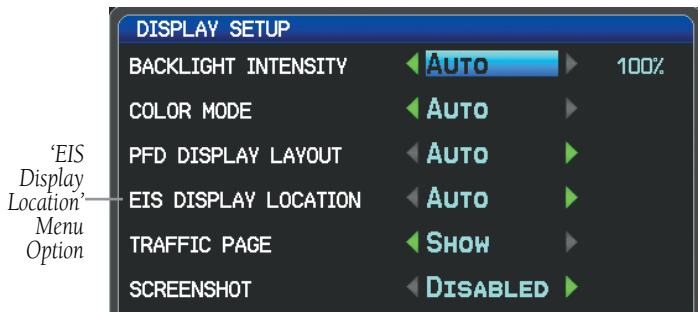 DISPLAY SETUP
BACKLIGHT INTENSITY AUTO 100%
COLOR MODE AUTO
PFD DISPLAY LAYOUT AUTO
EIS DISPLAY LOCATION AUTO
TRAFFIC PAGE SHOW
SCREENSHOT DISABLED
‘EIS
Display
Location’
Menu
Option